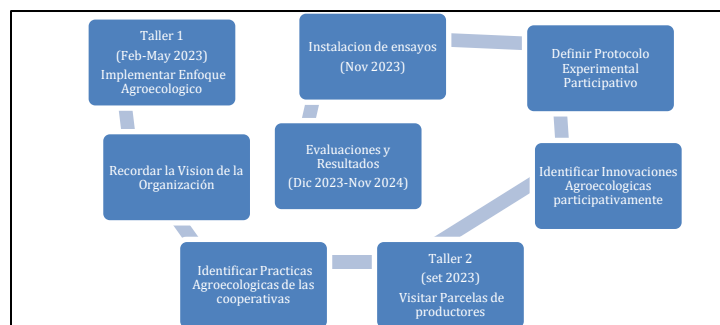 Taller 1
(Feb-May 2023)
Implementar Enfoque
Agroecologico
Recordar la Vision de la
Organización
Identificar Practicas
Agroecologicas de las
cooperativas
Taller 2
(set 2023)
Visitar Parcelas de
productores
Identificar Innovaciones
Agroecologicas
participativamente
Definir Protocolo
Experimental
Participativo
Instalacion de ensayos
(Nov 2023)
Evaluaciones y
Resultados
(Dic 2023-Nov 2024)